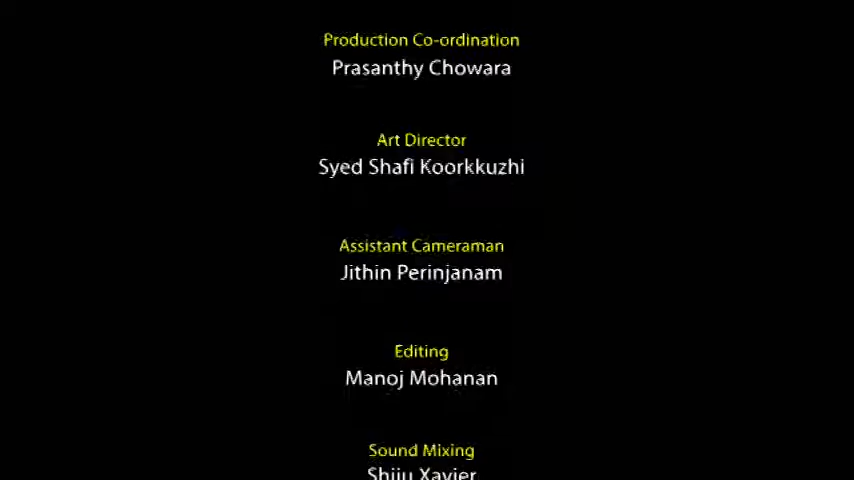 Production Co-ordination
Prasanthy Chowara
Art Director
Syed Shafi Koorkkuzhi
Assistant Cameraman
Jithin Perinjanam
Editing
Manoj Mohanan
Sound Mixing
Shiju Xavier